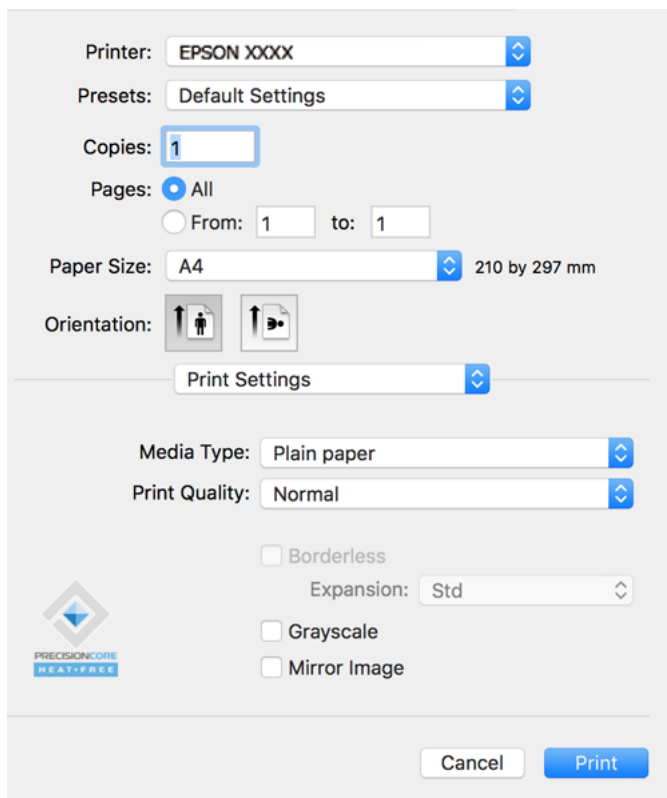 Printer: EPSON XXXX
Presets: Default Settings
Copies: 1
Pages: All
From: 1 to: 1
Paper Size: A4 210 by 297 mm
Orientation:
Print Settings
Media Type: Plain paper
Print Quality: Normal
Borderless
Expansion: Std
Grayscale
Mirror Image
PRECISIONCORE
HEAT•FREE
Cancel Print